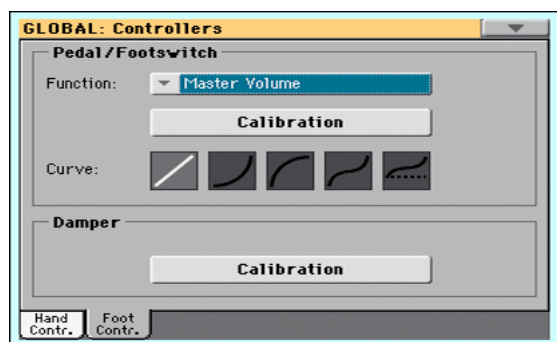 GLOBAL: Controllers
Pedal/Footswitch
Function: Master Volume
Calibration
Curve:
Damper
Calibration
Hand Contr. Foot Contr.